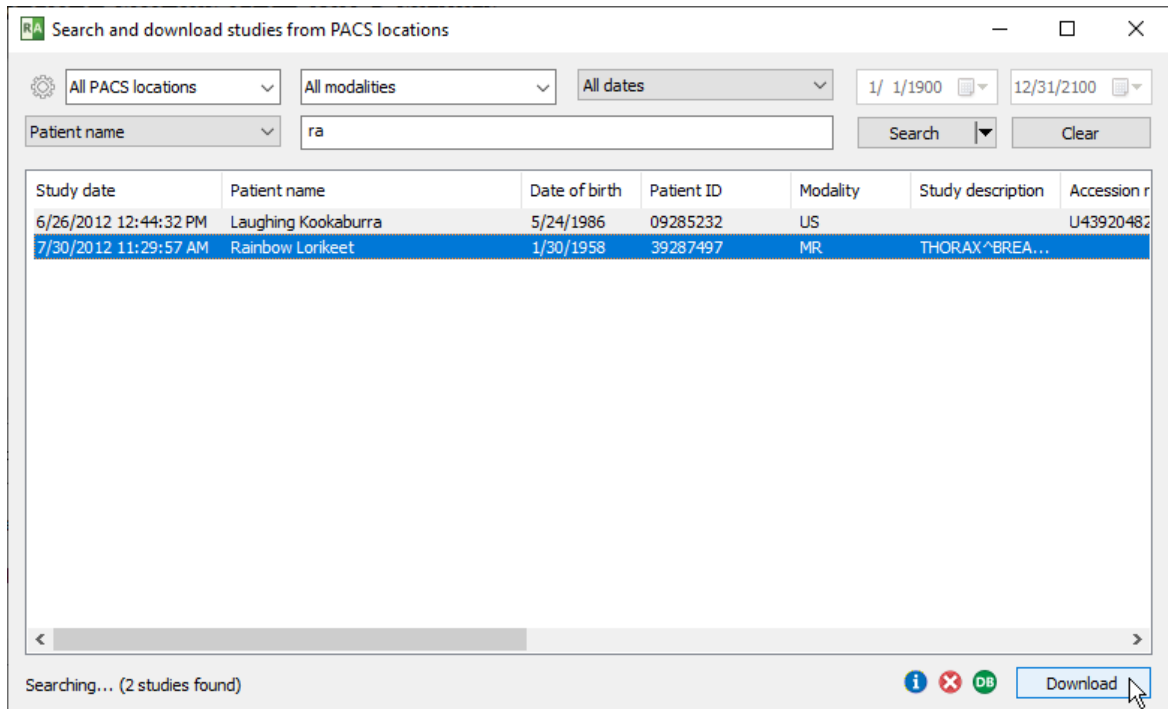 RA Search and download studies from PACS locations
All PACS locations All modalities All dates 1/ 1/1900 12/31/2100
Patient name ra Search Clear
Study date Patient name Date of birth Patient ID Modality Study description Accession r
6/26/2012 12:44:32 PM Laughing Kookaburra 5/24/1986 09285232 US U43920482
7/30/2012 11:29:57 AM Rainbow Lorikeet 1/30/1958 39287497 MR THORAX^BREA...
Searching... (2 studies found) i DB Download